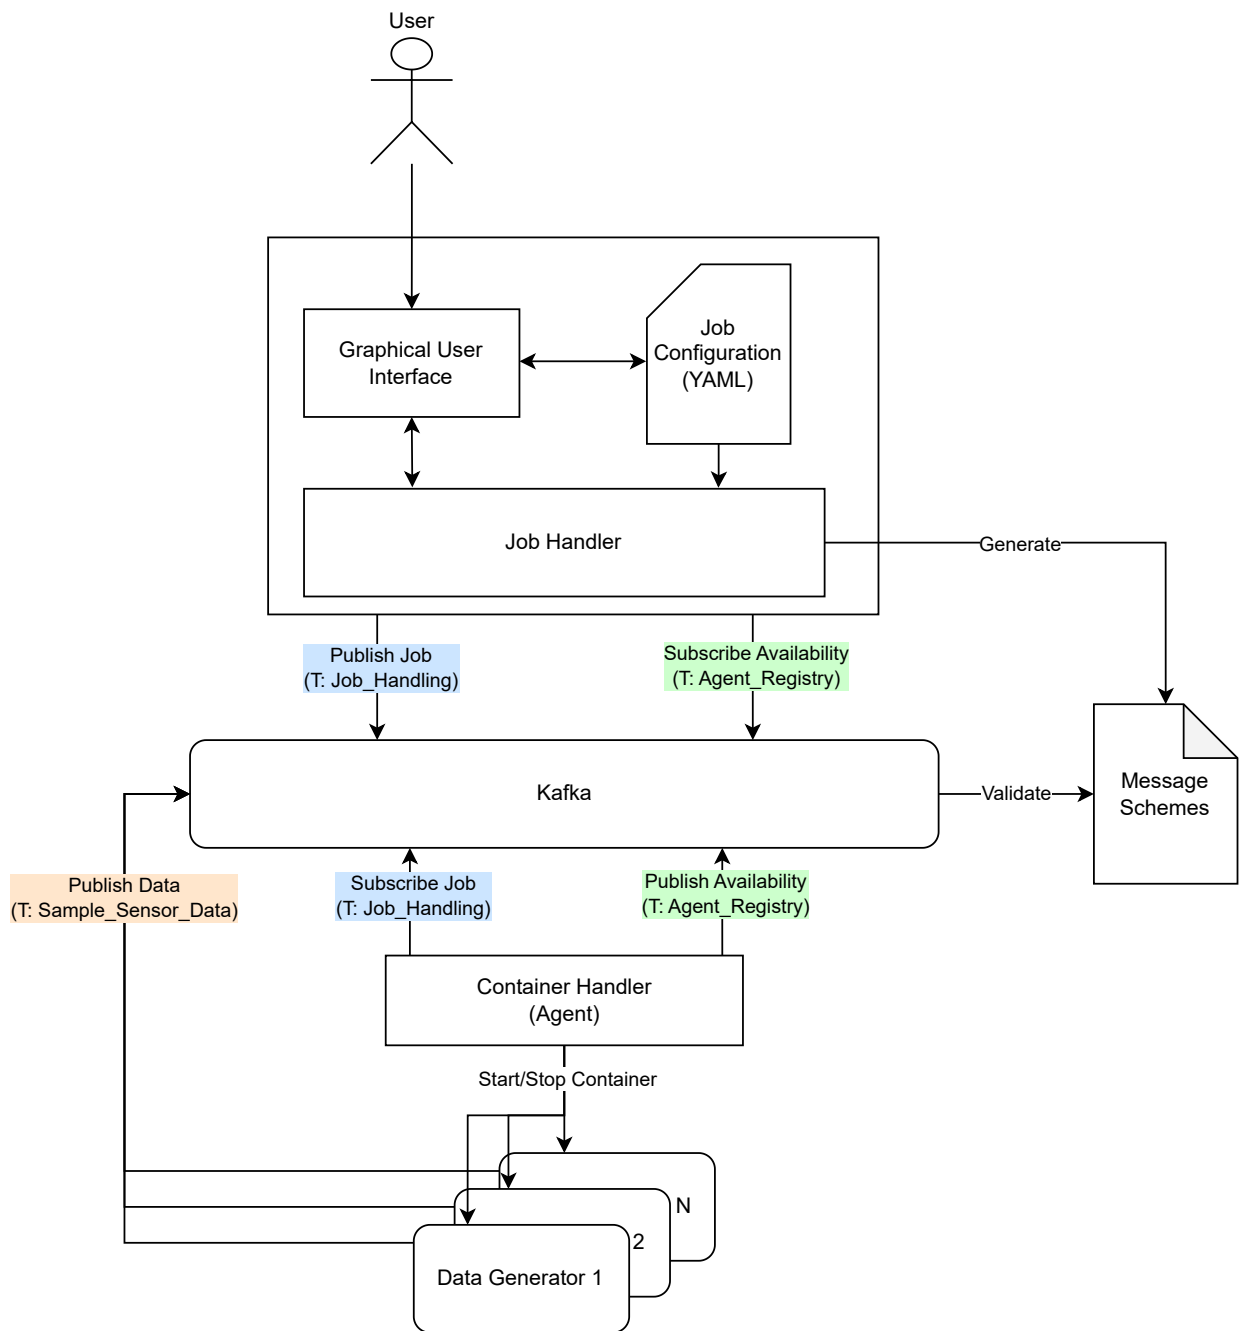 User
Graphical User
Interface
Job
Configuration
(YAML)
Job Handler
Generate
Publish Job
(T: Job_Handling)
Subscribe Availability
(T: Agent_Registry)
Kafka
Validate
Message
Schemes
Publish Data
(T: Sample_Sensor_Data)
Subscribe Job
(T: Job_Handling)
Publish Availability
(T: Agent_Registry)
Container Handler
(Agent)
Start/Stop Container
N
2
Data Generator 1